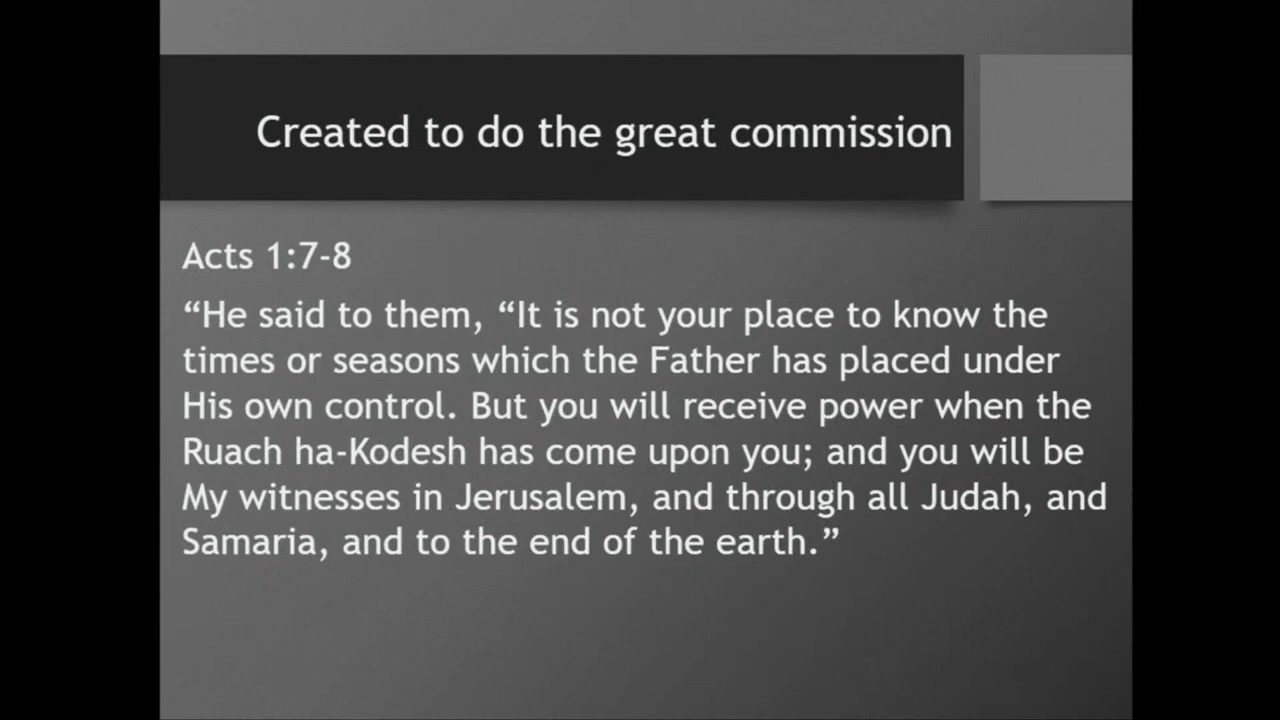 Created to do the great commission
Acts 1:7-8
“He said to them, “It is not your place to know the
times or seasons which the Father has placed under
His own control. But you will receive power when the
Ruach ha-Kodesh has come upon you; and you will be
My witnesses in Jerusalem, and through all Judah, and
Samaria, and to the end of the earth.”